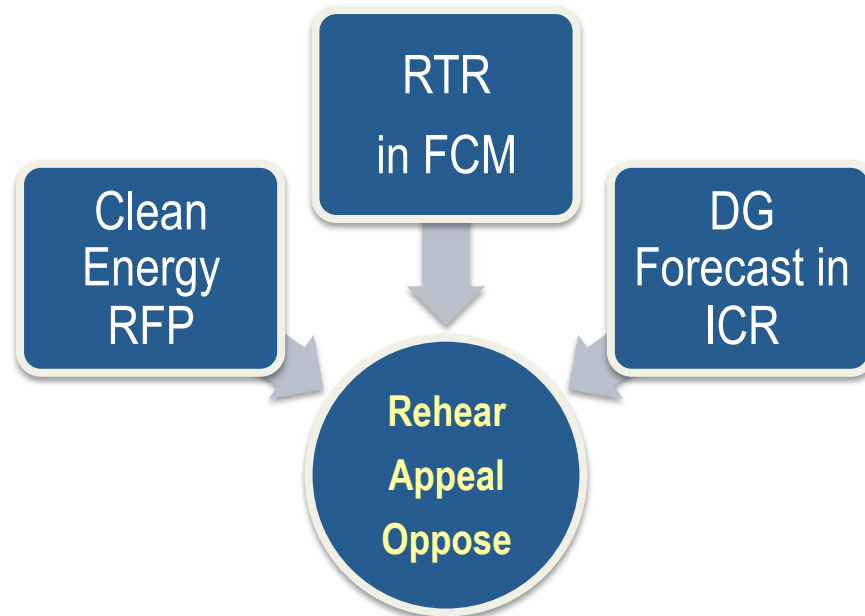 Clean
Energy
RFP
RTR
in FCM
DG
Forecast in
ICR
Rehear
Appeal
Oppose